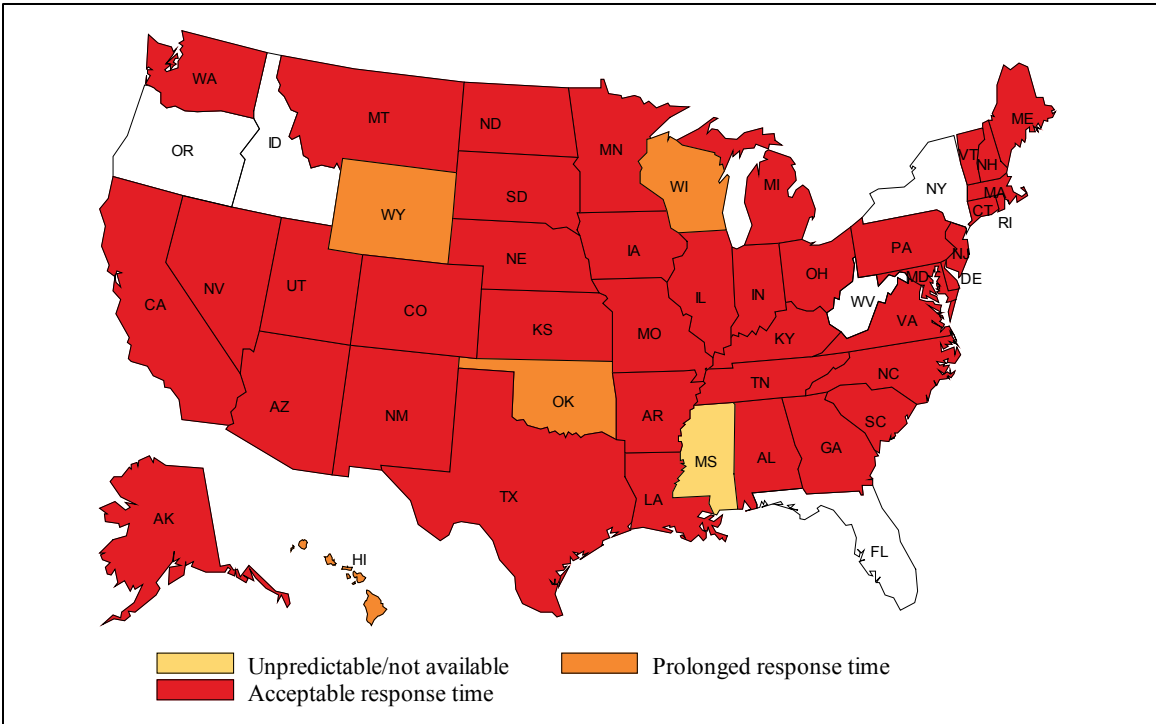 WA
MT
ND
MN
ME
OR
ID
VT
NH
WI
MI
NY
MA
SD
WY
CT
RI
IA
PA
NE
NJ
OH
MD
DE
NV
UT
IL
IN
WV
CA
CO
VA
KS
MO
KY
NC
TN
OK
AZ
NM
AR
SC
MS
AL
GA
TX
LA
AK
HI
FL
Unpredictable/not available
Prolonged response time
Acceptable response time